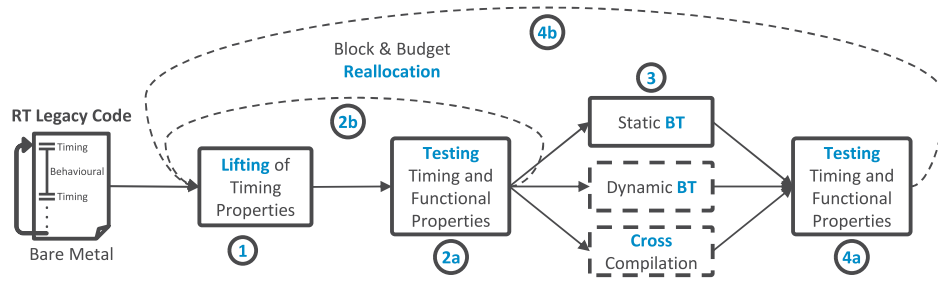 4b
Block & Budget
Reallocation
3
RT Legacy Code
2b
Static BT
Timing
Behavioural
Timing
Lifting of
Timing
Properties
Testing
Timing and
Functional
Properties
Dynamic BT
Testing
Timing and
Functional
Properties
Cross
Compilation
Bare Metal
1
2a
4a